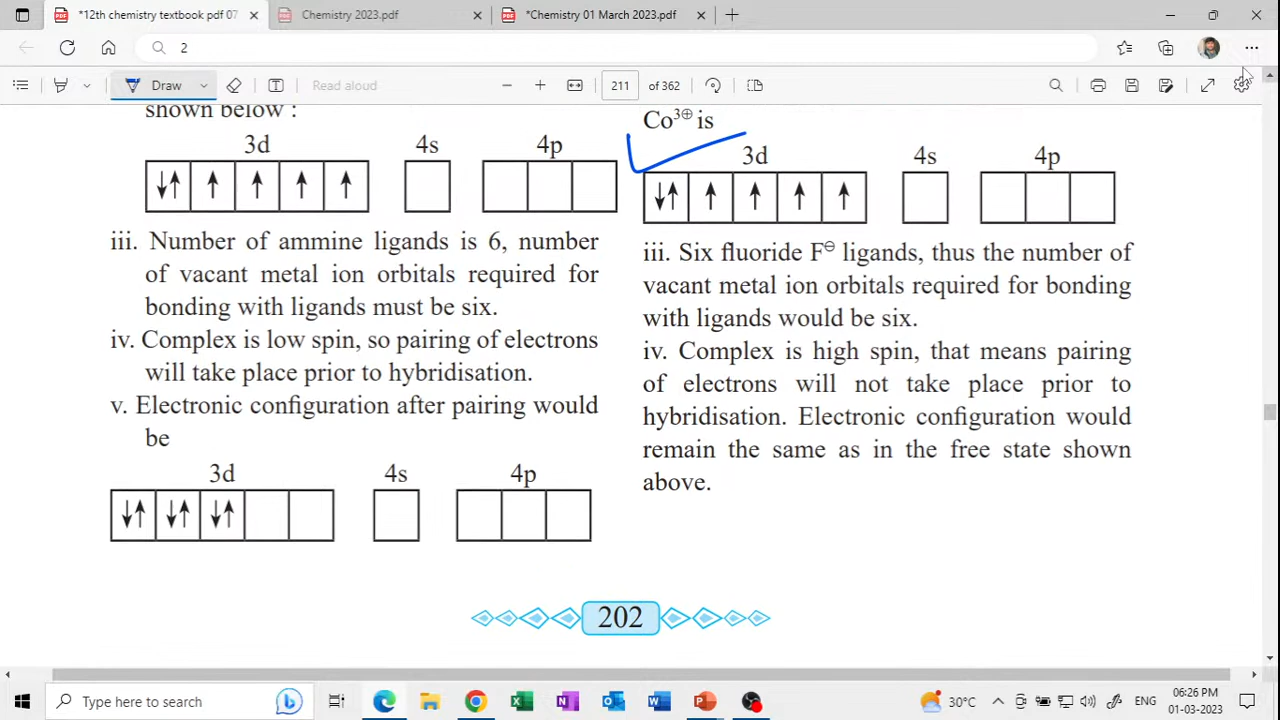 *12th chemistry textbook pdf 07
Chemistry 2023.pdf
*Chemistry 01 March 2023.pdf
2
Draw
Read aloud
211 of 362
shown below :
3d 4s 4p
iii. Number of ammine ligands is 6, number
of vacant metal ion orbitals required for
bonding with ligands must be six.
iv. Complex is low spin, so pairing of electrons
will take place prior to hybridisation.
v. Electronic configuration after pairing would
be
3d 4s 4p
Co³⊕ is
3d 4s 4p
iii. Six fluoride F⊖ ligands, thus the number of
vacant metal ion orbitals required for bonding
with ligands would be six.
iv. Complex is high spin, that means pairing
of electrons will not take place prior to
hybridisation. Electronic configuration would
remain the same as in the free state shown
above.
202
Type here to search
30°C
ENG
06:26 PM
01-03-2023